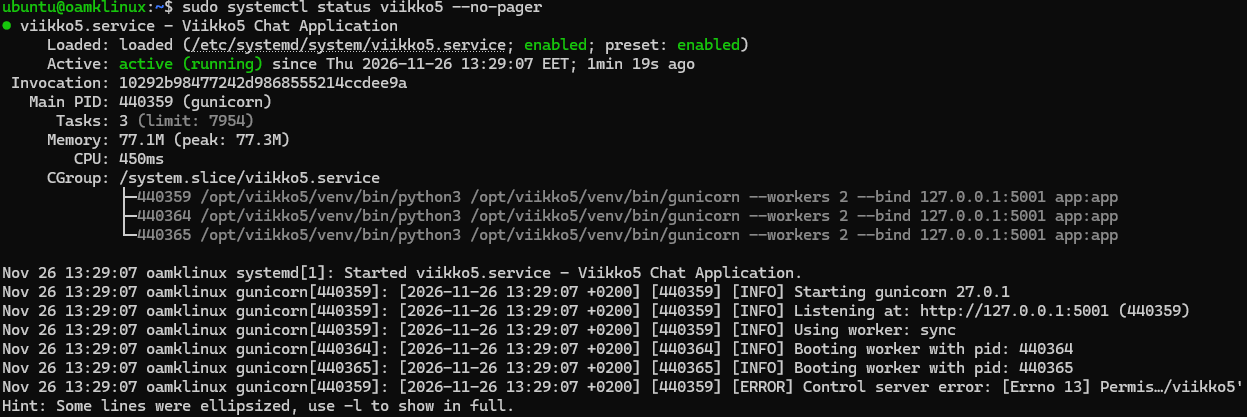 ubuntu@oamklinux:~$ sudo systemctl status viikko5 --no-pager
● viikko5.service - Viikko5 Chat Application
     Loaded: loaded (/etc/systemd/system/viikko5.service; enabled; preset: enabled)
     Active: active (running) since Thu 2026-11-26 13:29:07 EET; 1min 19s ago
 Invocation: 10292b98477242d9868555214ccdee9a
   Main PID: 440359 (gunicorn)
      Tasks: 3 (limit: 7954)
     Memory: 77.1M (peak: 77.3M)
        CPU: 450ms
     CGroup: /system.slice/viikko5.service
             ├─440359 /opt/viikko5/venv/bin/python3 /opt/viikko5/venv/bin/gunicorn --workers 2 --bind 127.0.0.1:5001 app:app
             ├─440364 /opt/viikko5/venv/bin/python3 /opt/viikko5/venv/bin/gunicorn --workers 2 --bind 127.0.0.1:5001 app:app
             └─440365 /opt/viikko5/venv/bin/python3 /opt/viikko5/venv/bin/gunicorn --workers 2 --bind 127.0.0.1:5001 app:app

Nov 26 13:29:07 oamklinux systemd[1]: Started viikko5.service - Viikko5 Chat Application.
Nov 26 13:29:07 oamklinux gunicorn[440359]: [2026-11-26 13:29:07 +0200] [440359] [INFO] Starting gunicorn 27.0.1
Nov 26 13:29:07 oamklinux gunicorn[440359]: [2026-11-26 13:29:07 +0200] [440359] [INFO] Listening at: http://127.0.0.1:5001 (440359)
Nov 26 13:29:07 oamklinux gunicorn[440359]: [2026-11-26 13:29:07 +0200] [440359] [INFO] Using worker: sync
Nov 26 13:29:07 oamklinux gunicorn[440364]: [2026-11-26 13:29:07 +0200] [440364] [INFO] Booting worker with pid: 440364
Nov 26 13:29:07 oamklinux gunicorn[440365]: [2026-11-26 13:29:07 +0200] [440365] [INFO] Booting worker with pid: 440365
Nov 26 13:29:07 oamklinux gunicorn[440359]: [2026-11-26 13:29:07 +0200] [440359] [ERROR] Control server error: [Errno 13] Permis…/viikko5'
Hint: Some lines were ellipsized, use -l to show in full.